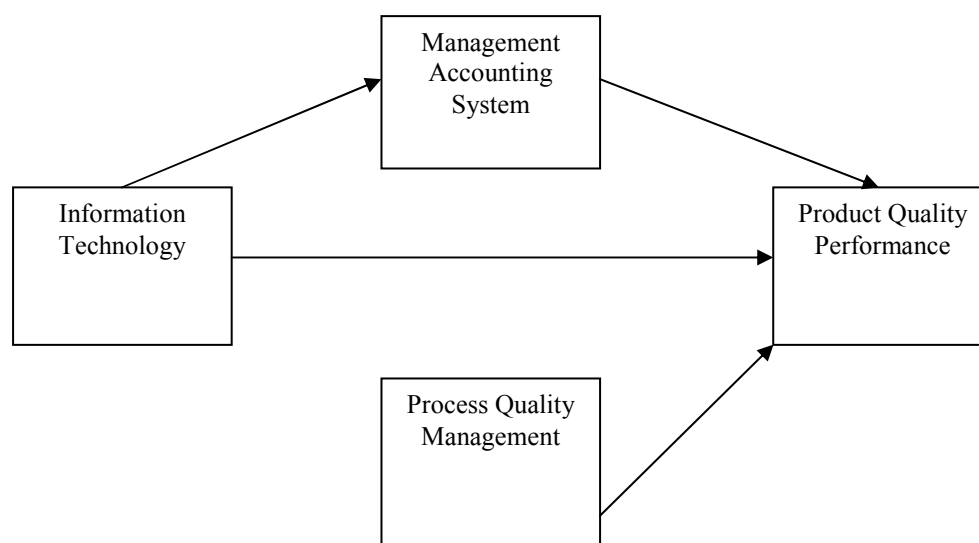 Management
Accounting
System
Information
Technology
Product Quality
Performance
Process Quality
Management